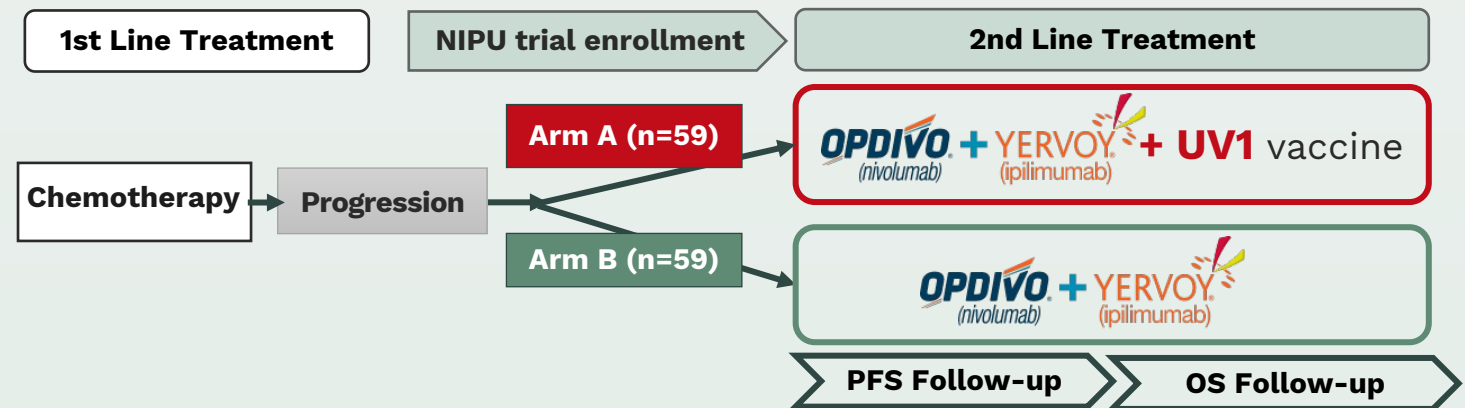 1st Line Treatment
NIPU trial enrollment
2nd Line Treatment
Chemotherapy
Progression
Arm A (n=59)
OPDIVO. + YERVOY. + UV1 vaccine
(nivolumab) (ipilimumab)
Arm B (n=59)
OPDIVO. + YERVOY.
(nivolumab) (ipilimumab)
PFS Follow-up
OS Follow-up